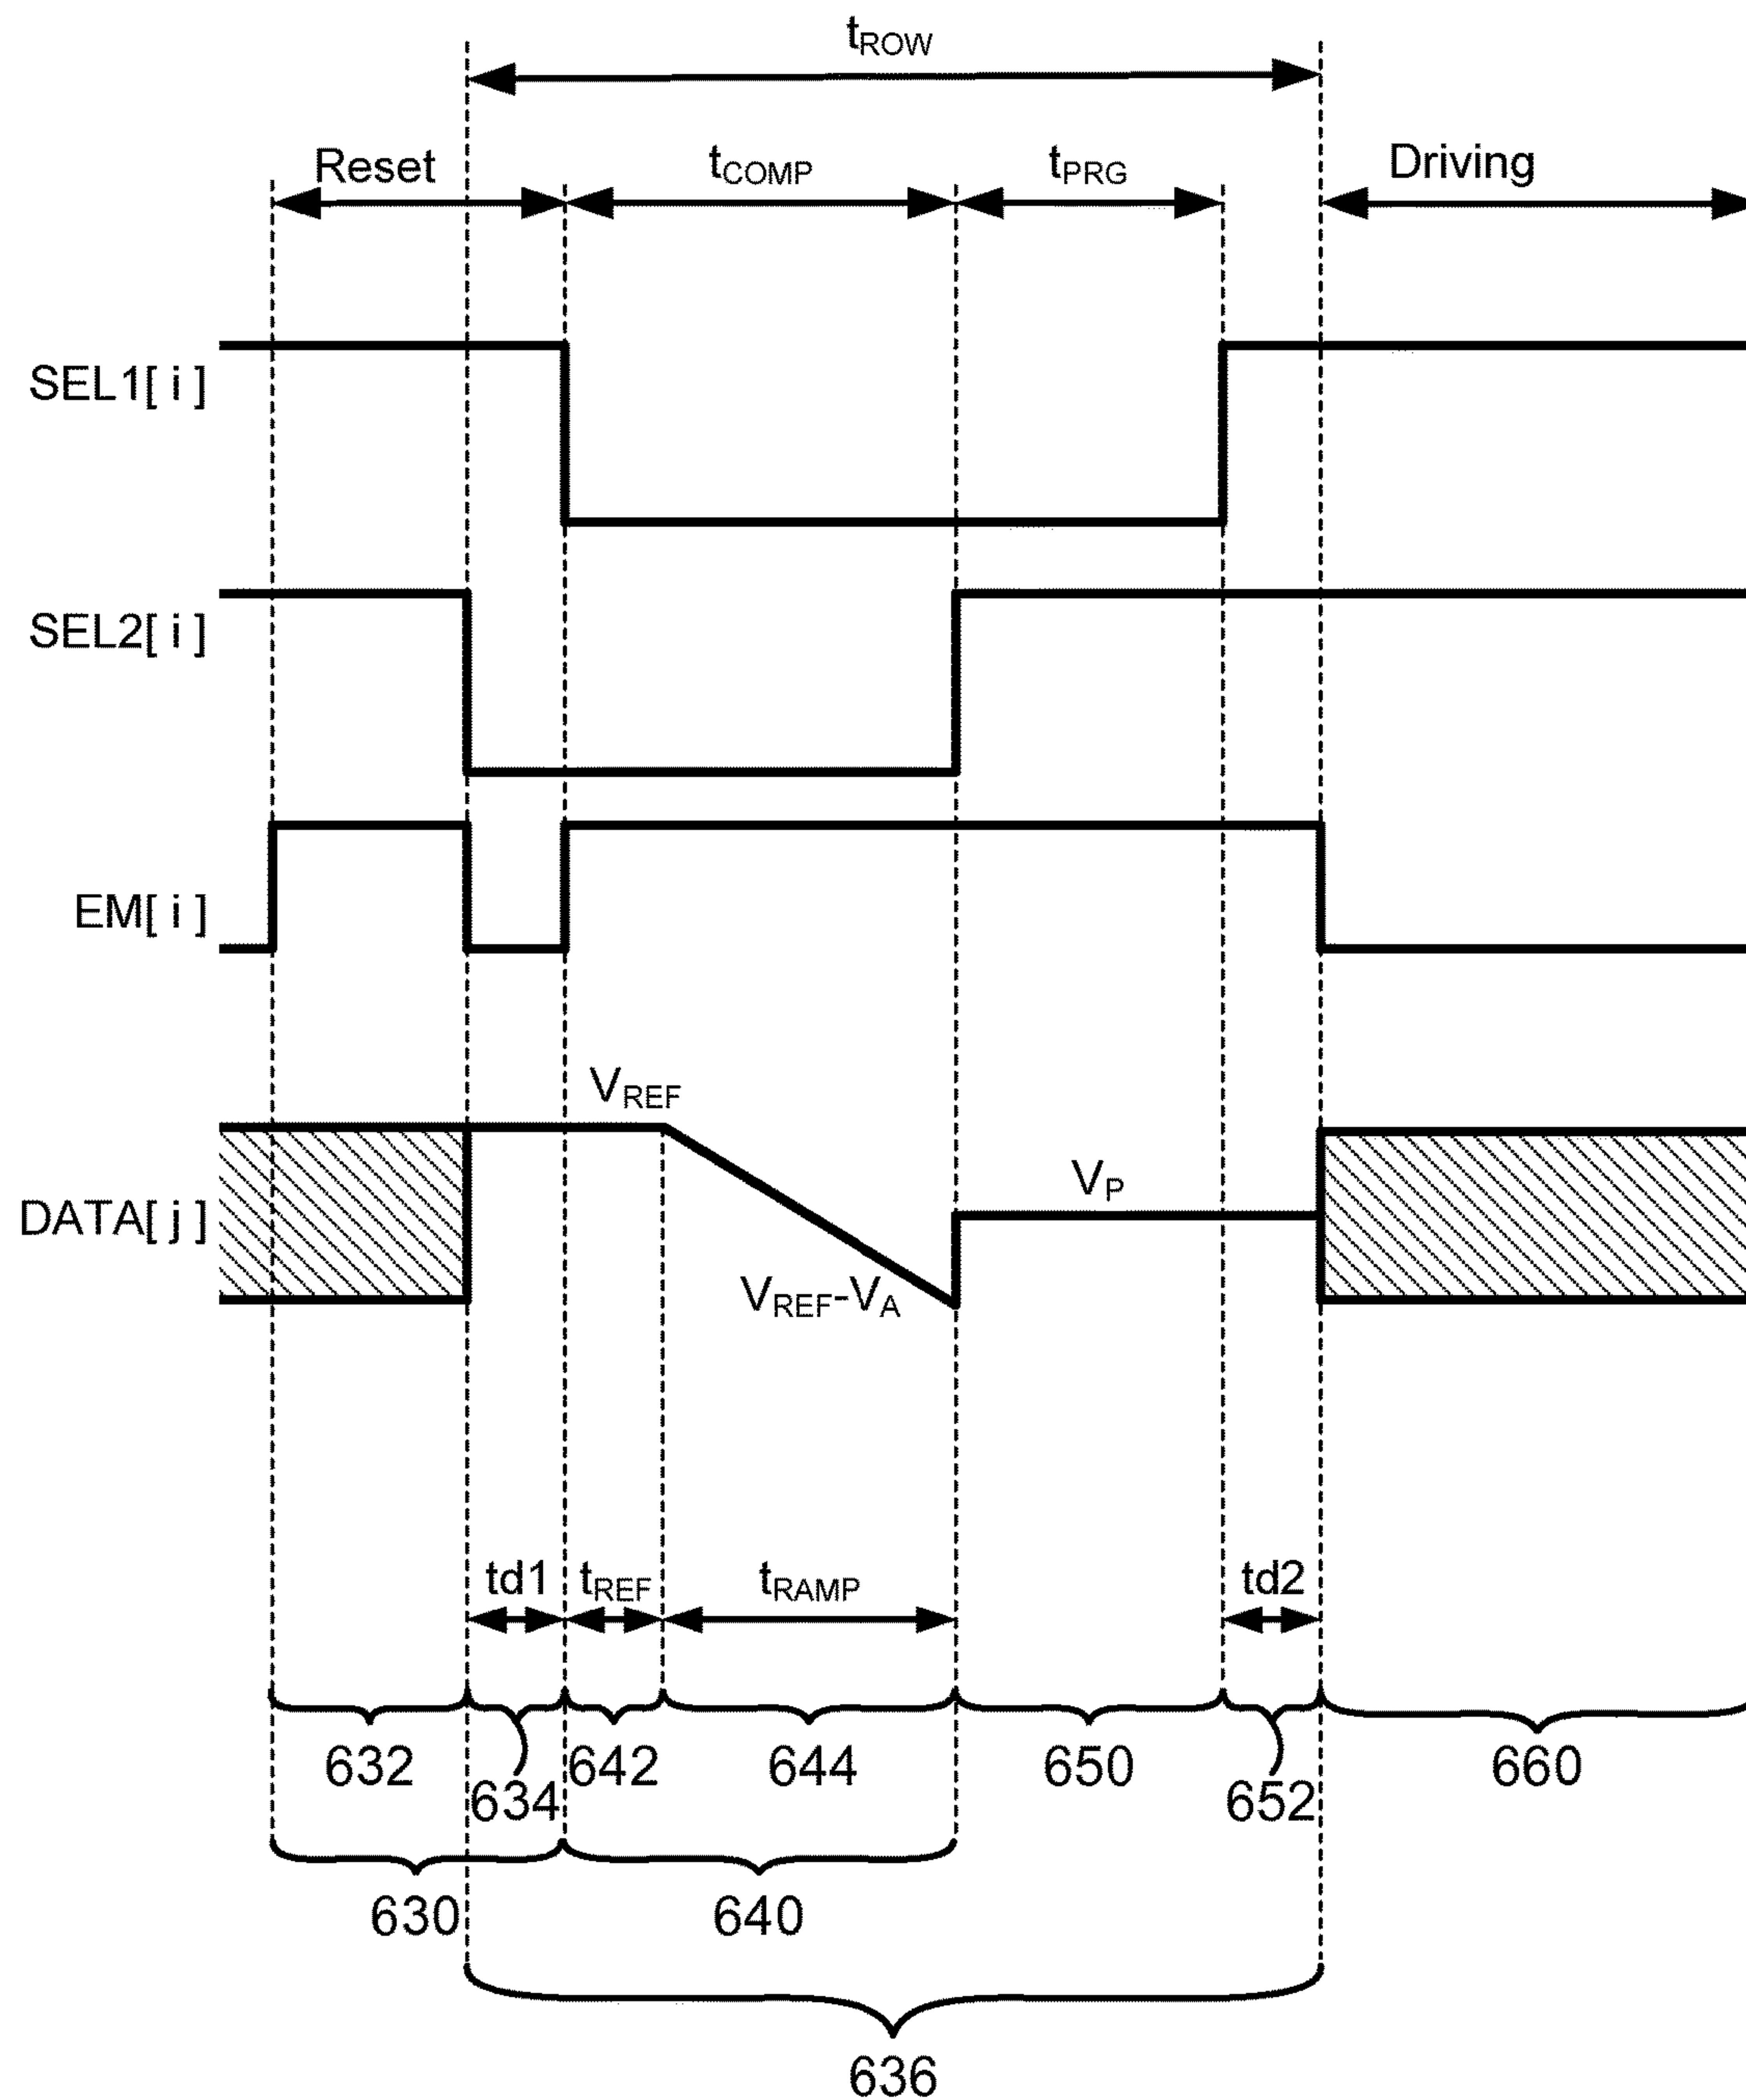 tROW
Reset
tCOMP
tPRG
Driving
SEL1[ i ]
SEL2[ i ]
EM[ i ]
VREF
DATA[ j ]
VP
VREF-VA
td1
tREF
tRAMP
td2
632
634
642
644
650
652
660
630
640
636